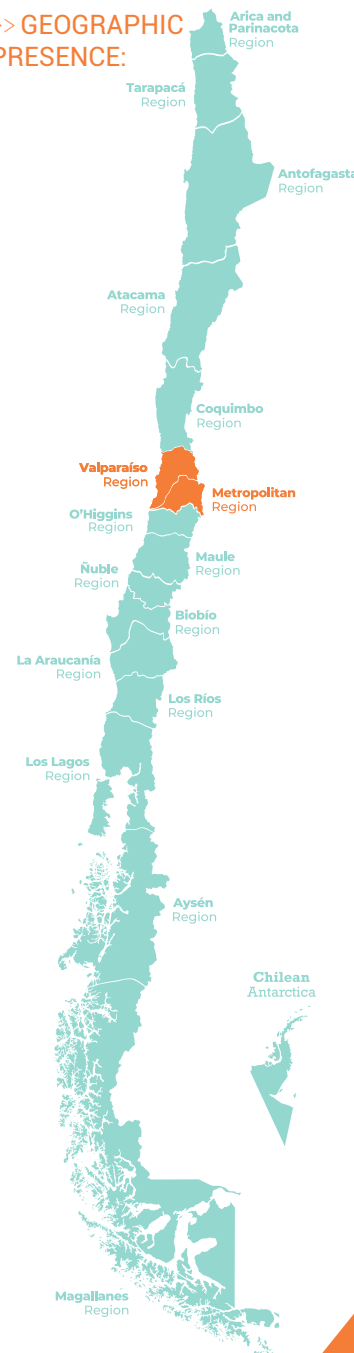 > GEOGRAPHIC
PRESENCE:
Arica and
Parinacota
Region
Tarapacá
Region
Antofagasta
Region
Atacama
Region
Coquimbo
Region
Valparaíso
Region
Metropolitan
Region
O'Higgins
Region
Maule
Region
Ñuble
Region
Biobío
Region
La Araucanía
Region
Los Ríos
Region
Los Lagos
Region
Aysén
Region
Chilean
Antarctica
Magallanes
Region